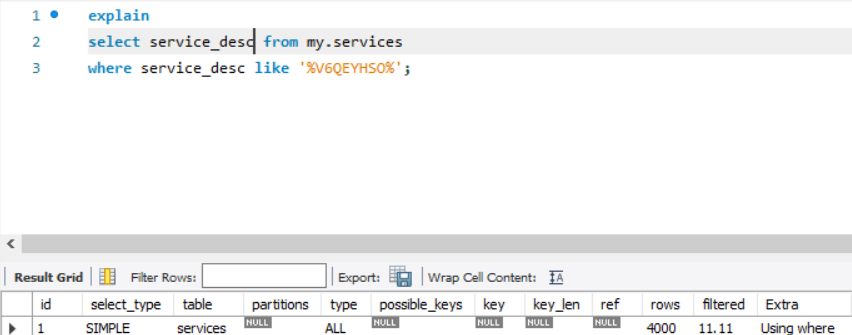 1 explain
2 select service_desc from my.services
3 where service_desc like '%V6QEYHSO%';
Result Grid Filter Rows: Export: Wrap Cell Content:
id select_type table partitions type possible_keys key key_len ref rows filtered Extra
1 SIMPLE services NULL ALL NULL NULL NULL NULL 4000 11.11 Using where